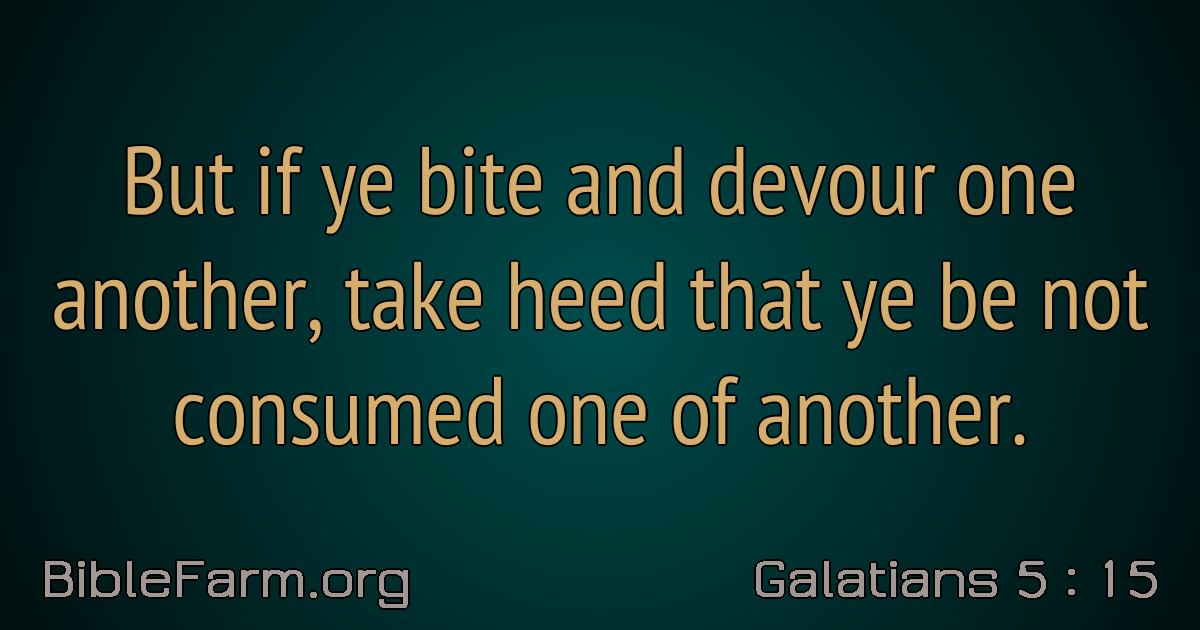 But if ye bite and devour one
another, take heed that ye be not
consumed one of another.
BibleFarm.org
Galatians 5 : 15